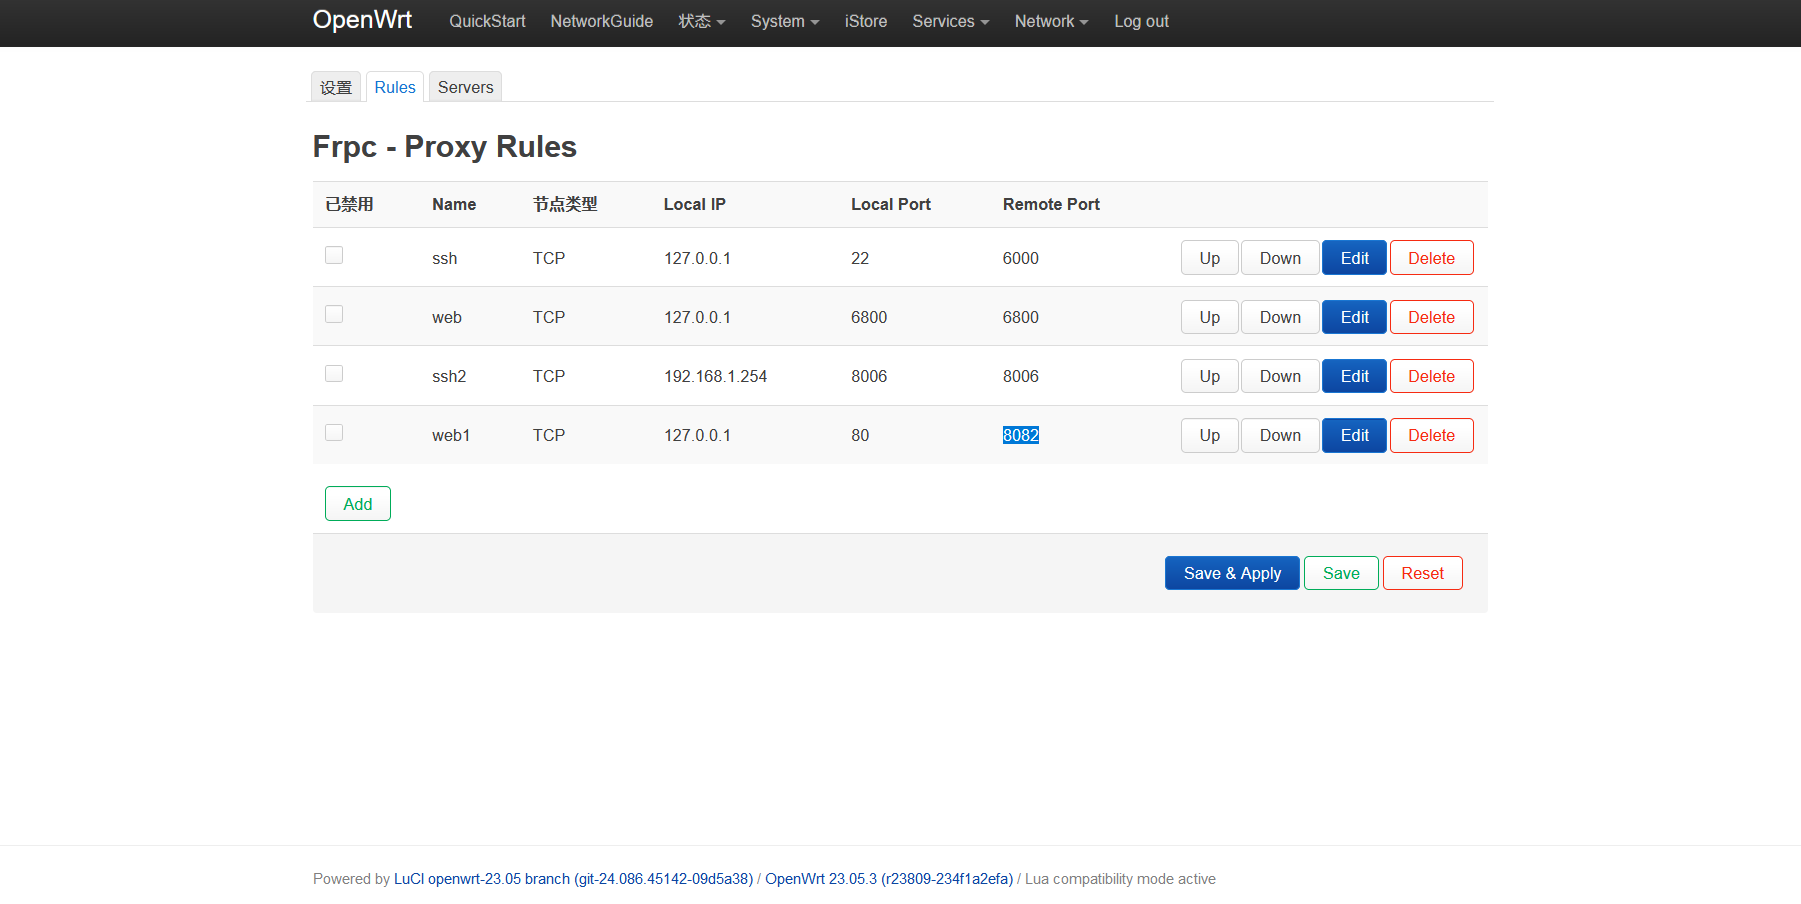 OpenWrt QuickStart NetworkGuide 状态 System iStore Services Network Log out
设置 Rules Servers
Frpc - Proxy Rules
已禁用 Name 节点类型 Local IP Local Port Remote Port
ssh TCP 127.0.0.1 22 6000 Up Down Edit Delete
web TCP 127.0.0.1 6800 6800 Up Down Edit Delete
ssh2 TCP 192.168.1.254 8006 8006 Up Down Edit Delete
web1 TCP 127.0.0.1 80 8082 Up Down Edit Delete
Add
Save & Apply Save Reset
Powered by LuCI openwrt-23.05 branch (git-24.086.45142-09d5a38) / OpenWrt 23.05.3 (r23809-234f1a2efa) / Lua compatibility mode active